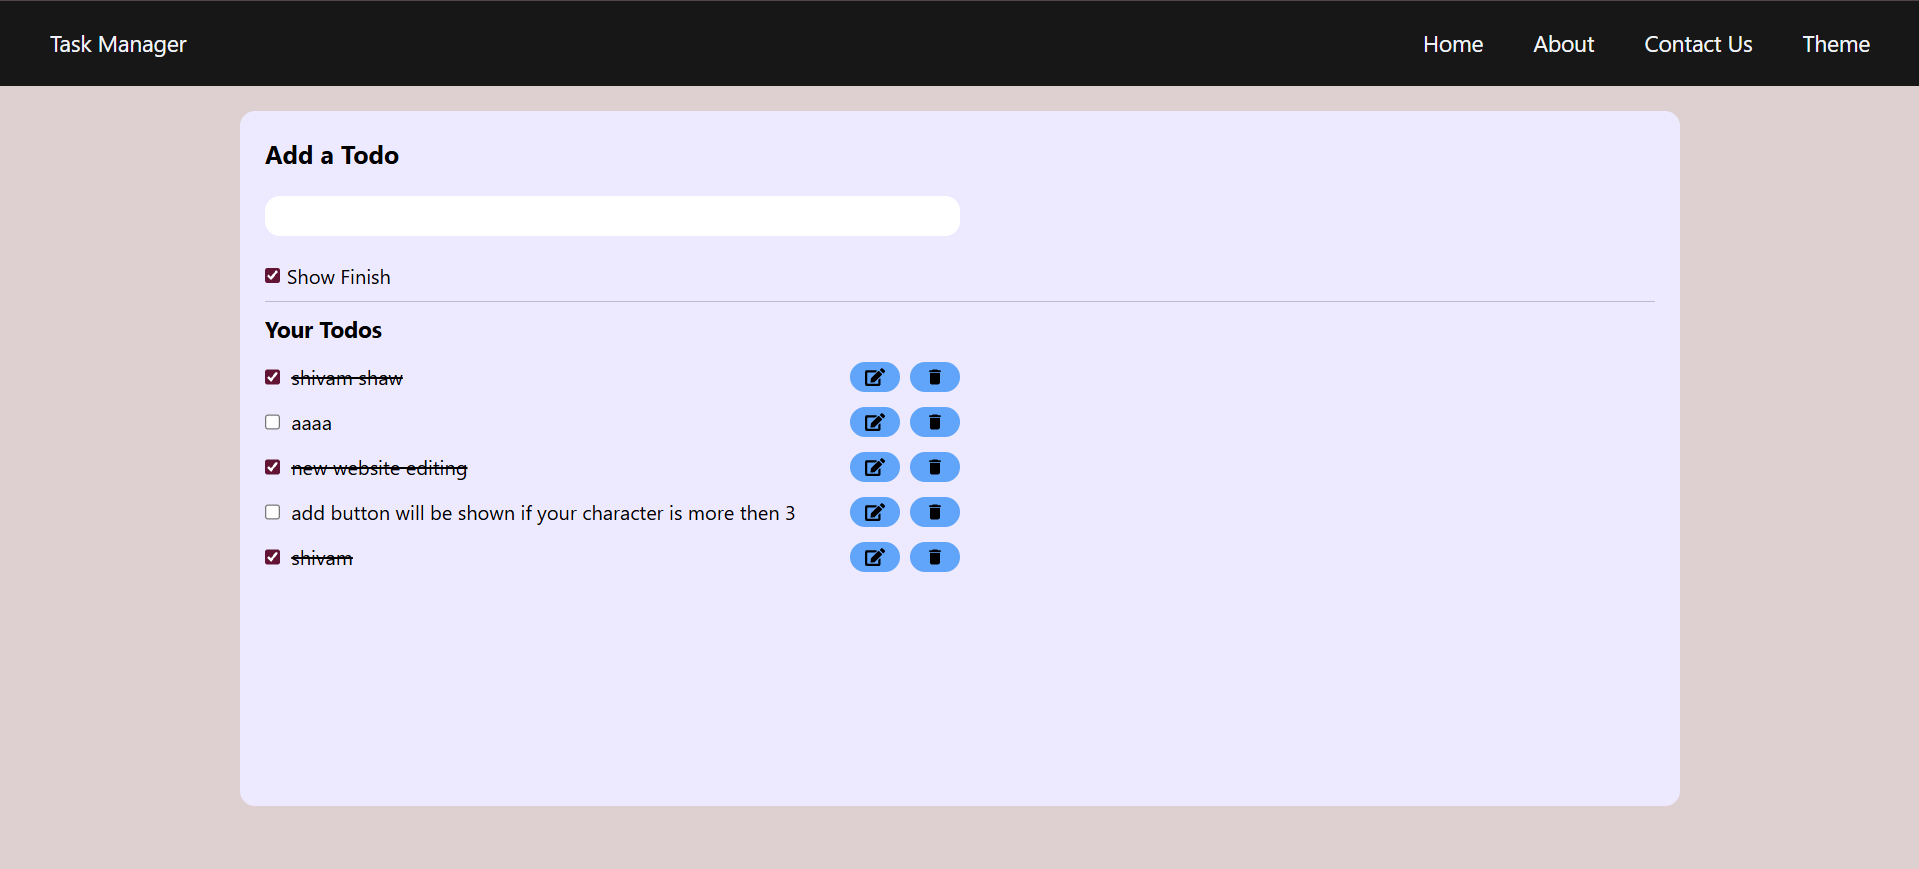 Task Manager Home About Contact Us Theme
Add a Todo
Show Finish
Your Todos
shivam shaw
aaaa
new website editing
add button will be shown if your character is more then 3
shivam